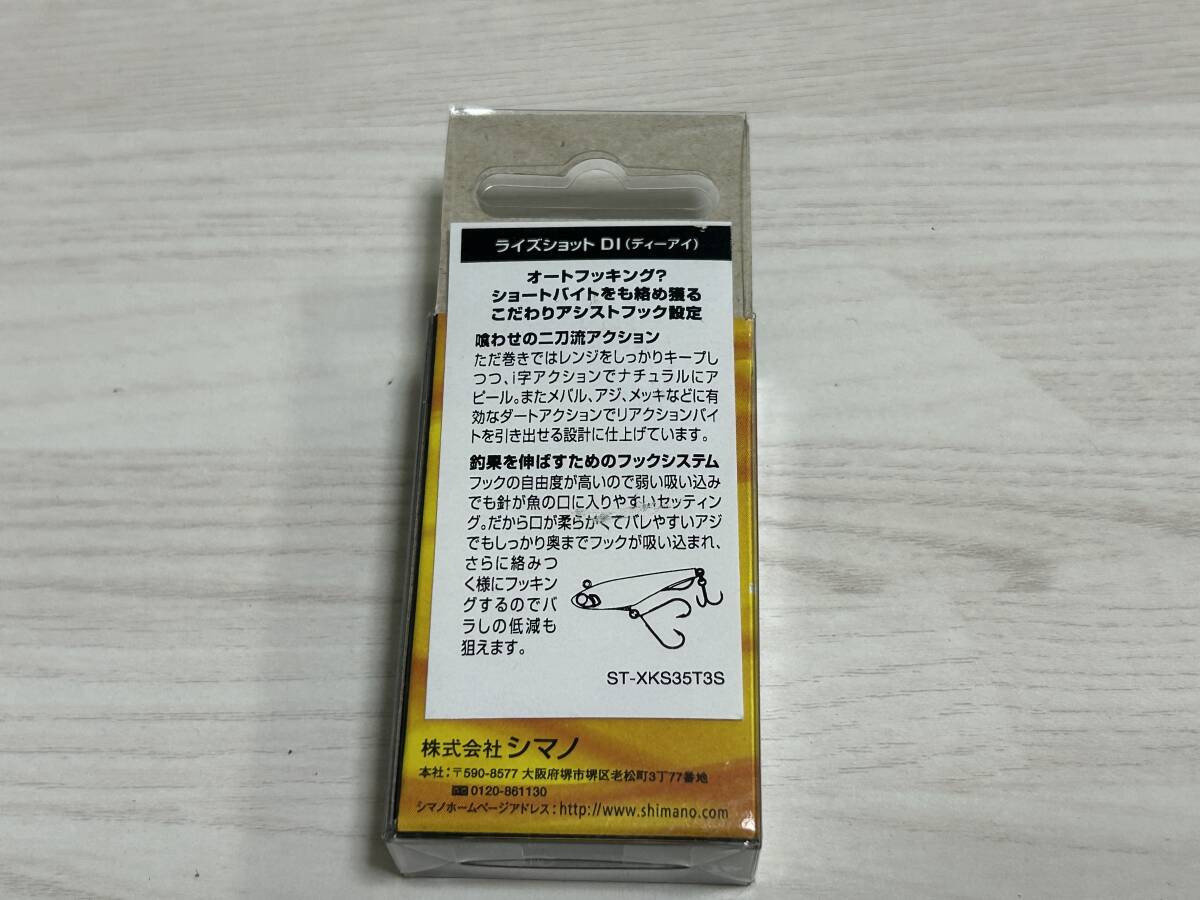 ライズショット DI(ディーアイ)
オートフッキング?
ショートバイトをも絡め獲る
こだわりアシストフック設定
喰わせの二刀流アクション
ただ巻きではレンジをしっかりキープし
つつ、i字アクションでナチュラルにア
ピール。またメバル、アジ、メッキなどに有
効なダートアクションでリアクションバイ
トを引き出せる設計に仕上げています。
釣果を伸ばすためのフックシステム
フックの自由度が高いので弱い吸い込み
でも針が魚の口に入りやすいセッティン
グ。だから口が柔らかくてバレやすいアジ
でもしっかり奥までフックが吸い込まれ、
さらに絡みつ
く様にフッキン
グするのでバ
ラしの低減も
狙えます。
ST-XKS35T3S
株式会社 シマノ
本社:〒590-8577 大阪府堺市堺区老松町3丁77番地
0120-861130
シマノホームページアドレス:http://www.shimano.com